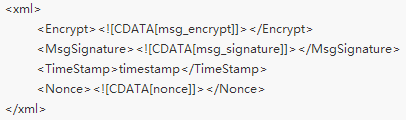 <xml>
<Encrypt><![CDATA[msg_encrypt]]></Encrypt>
<MsgSignature><![CDATA[msg_signature]]></MsgSignature>
<TimeStamp>timestamp</TimeStamp>
<Nonce><![CDATA[nonce]]></Nonce>
</xml>